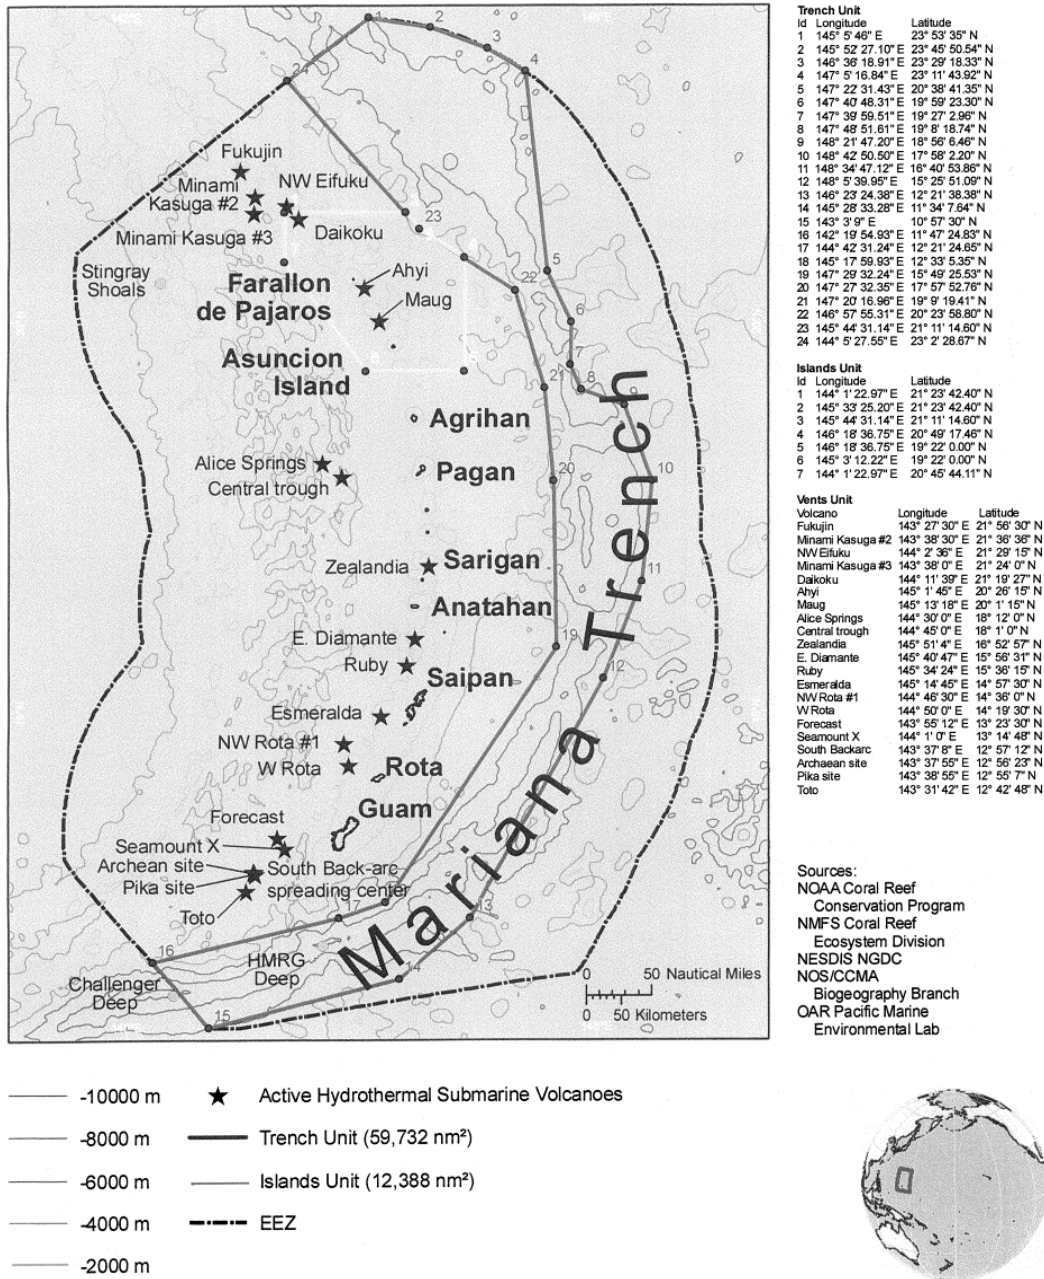 1
2
3
4
24
Fukujin
Minami
Kasuga #2
NW Eifuku
Minami Kasuga #3
Daikoku
23
Stingray
Shoals
Farallon
de Pajaros
Ahyi
Maug
5
22
6
Asuncion
Island
7
21
8
9
Agrihan
Alice Springs
Central trough
Pagan
20
10
Zealandia
Sarigan
11
Anatahan
E. Diamante
19
Ruby
Saipan
12
Esmeralda
NW Rota #1
W Rota
Rota
Guam
Forecast
Seamount X
Archean site
Pika site
South Back-arc
spreading center
Toto
17
13
16
HMRG
Deep
14
Challenger
Deep
15
Mariana Trench
0 50 Nautical Miles
0 50 Kilometers
Trench Unit
Id Longitude Latitude
1 145° 5' 46" E 23° 53' 35" N
2 145° 52' 27.10" E 23° 45' 50.54" N
3 146° 36' 18.91" E 23° 29' 18.33" N
4 147° 5' 16.84" E 23° 11' 43.92" N
5 147° 22' 31.43" E 20° 38' 41.35" N
6 147° 40' 48.31" E 19° 59' 23.30" N
7 147° 39' 59.51" E 19° 27' 2.96" N
8 147° 48' 51.61" E 19° 8' 18.74" N
9 148° 21' 47.20" E 18° 56' 6.46" N
10 148° 42' 50.50" E 17° 58' 2.20" N
11 148° 34' 47.12" E 16° 40' 53.86" N
12 148° 5' 39.95" E 15° 25' 51.09" N
13 146° 23' 24.38" E 12° 21' 38.38" N
14 145° 28' 33.28" E 11° 34' 7.64" N
15 143° 3' 9" E 10° 57' 30" N
16 142° 19' 54.93" E 11° 47' 24.83" N
17 144° 42' 31.24" E 12° 21' 24.65" N
18 145° 17' 59.93" E 12° 33' 5.35" N
19 147° 29' 32.24" E 15° 49' 25.53" N
20 147° 27' 32.35" E 17° 57' 52.76" N
21 147° 20' 16.96" E 19° 9' 19.41" N
22 146° 57' 55.31" E 20° 23' 58.80" N
23 145° 44' 31.14" E 21° 11' 14.60" N
24 144° 5' 27.55" E 23° 2' 28.67" N
Islands Unit
Id Longitude Latitude
1 144° 1' 22.97" E 21° 23' 42.40" N
2 145° 33' 25.20" E 21° 23' 42.40" N
3 145° 44' 31.14" E 21° 11' 14.60" N
4 146° 18' 36.75" E 20° 49' 17.46" N
5 146° 18' 36.75" E 19° 22' 0.00" N
6 145° 3' 12.22" E 19° 22' 0.00" N
7 144° 1' 22.97" E 20° 45' 44.11" N
Vents Unit
Volcano Longitude Latitude
Fukujin 143° 27' 30" E 21° 56' 30" N
Minami Kasuga #2 143° 38' 30" E 21° 36' 36" N
NW Eifuku 144° 2' 36" E 21° 29' 15" N
Minami Kasuga #3 143° 38' 0" E 21° 24' 0" N
Daikoku 144° 11' 39" E 21° 19' 27" N
Ahyi 145° 1' 45" E 20° 26' 15" N
Maug 145° 13' 18" E 20° 1' 15" N
Alice Springs 144° 30' 0" E 18° 12' 0" N
Central trough 144° 45' 0" E 18° 1' 0" N
Zealandia 145° 51' 4" E 16° 52' 57" N
E. Diamante 145° 40' 47" E 15° 56' 31" N
Ruby 145° 34' 24" E 15° 36' 15" N
Esmeralda 145° 14' 45" E 14° 57' 30" N
NW Rota #1 144° 46' 30" E 14° 36' 0" N
W Rota 144° 50' 0" E 14° 19' 30" N
Forecast 143° 55' 12" E 13° 23' 30" N
Seamount X 144° 1' 0" E 13° 14' 48" N
South Backarc 143° 37' 8" E 12° 57' 12" N
Archaean site 143° 37' 55" E 12° 56' 23" N
Pika site 143° 38' 55" E 12° 55' 7" N
Toto 143° 31' 42" E 12° 42' 48" N
Sources:
NOAA Coral Reef
Conservation Program
NMFS Coral Reef
Ecosystem Division
NESDIS NGDC
NOS/CCMA
Biogeography Branch
OAR Pacific Marine
Environmental Lab
-10000 m
-8000 m
-6000 m
-4000 m
-2000 m
Active Hydrothermal Submarine Volcanoes
Trench Unit (59,732 nm²)
Islands Unit (12,388 nm²)
EEZ